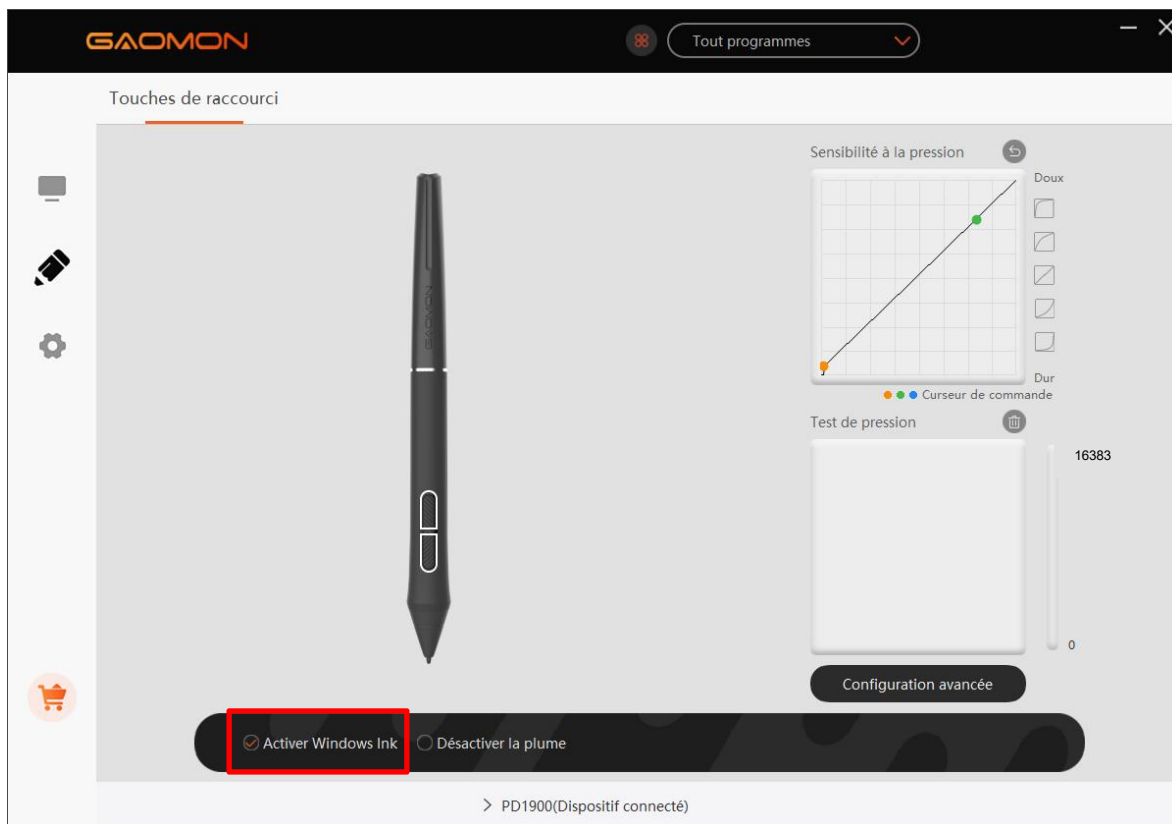 GAOMON
Tout programmes
Touches de raccourci
Sensibilité à la pression
Doux
GAOMON
Dur
Curseur de commande
Test de pression
16383
0
Configuration avancée
Activer Windows Ink
Désactiver la plume
PD1900(Dispositif connecté)